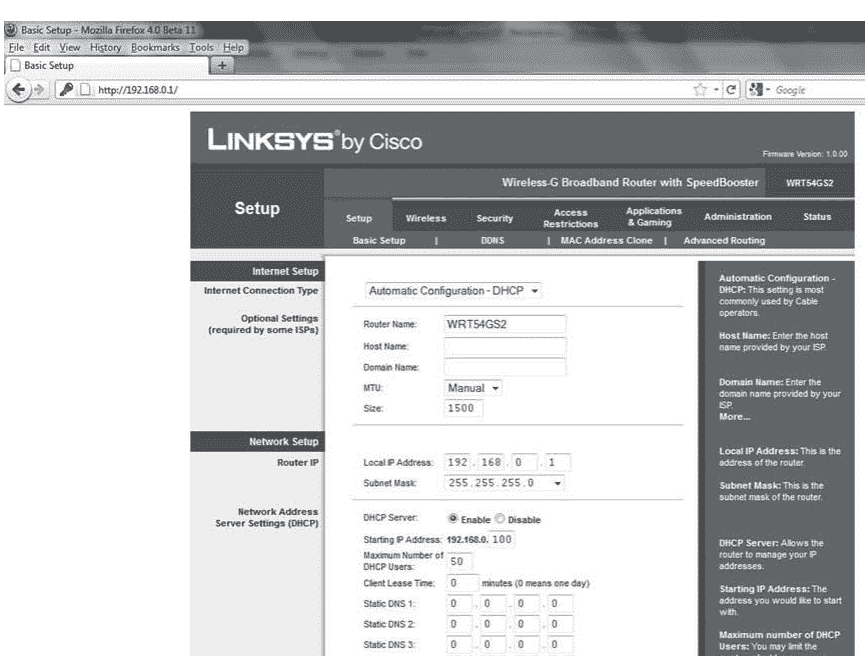 Basic Setup - Mozilla Firefox 4.0 Beta 11
File Edit View History Bookmarks Tools Help
Basic Setup +
http://192.168.0.1/
Google
LINKSYS® by Cisco
Firmware Version: 1.0.00
Wireless-G Broadband Router with SpeedBooster WRT54GS2
Setup
Setup Wireless Security Access Restrictions Applications & Gaming Administration Status
Basic Setup | DDNS | MAC Address Clone | Advanced Routing
Internet Setup
Internet Connection Type
Automatic Configuration - DHCP
Optional Settings
(required by some ISPs)
Router Name: WRT54GS2
Host Name:
Domain Name:
MTU: Manual
Size: 1500
Network Setup
Router IP
Local IP Address: 192 . 168 . 0 . 1
Subnet Mask: 255.255.255.0
Network Address
Server Settings (DHCP)
DHCP Server: Enable Disable
Starting IP Address: 192.168.0. 100
Maximum Number of
DHCP Users: 50
Client Lease Time: 0 minutes (0 means one day)
Static DNS 1: 0 . 0 . 0 . 0
Static DNS 2: 0 . 0 . 0 . 0
Static DNS 3: 0 . 0 . 0 . 0
Automatic Configuration -
DHCP: This setting is most
commonly used by Cable
operators.
Host Name: Enter the host
name provided by your ISP.
Domain Name: Enter the
domain name provided by your
ISP.
More...
Local IP Address: This is the
address of the router.
Subnet Mask: This is the
subnet mask of the router.
DHCP Server: Allows the
router to manage your IP
addresses.
Starting IP Address: The
address you would like to start
with.
Maximum number of DHCP
Users: You may limit the